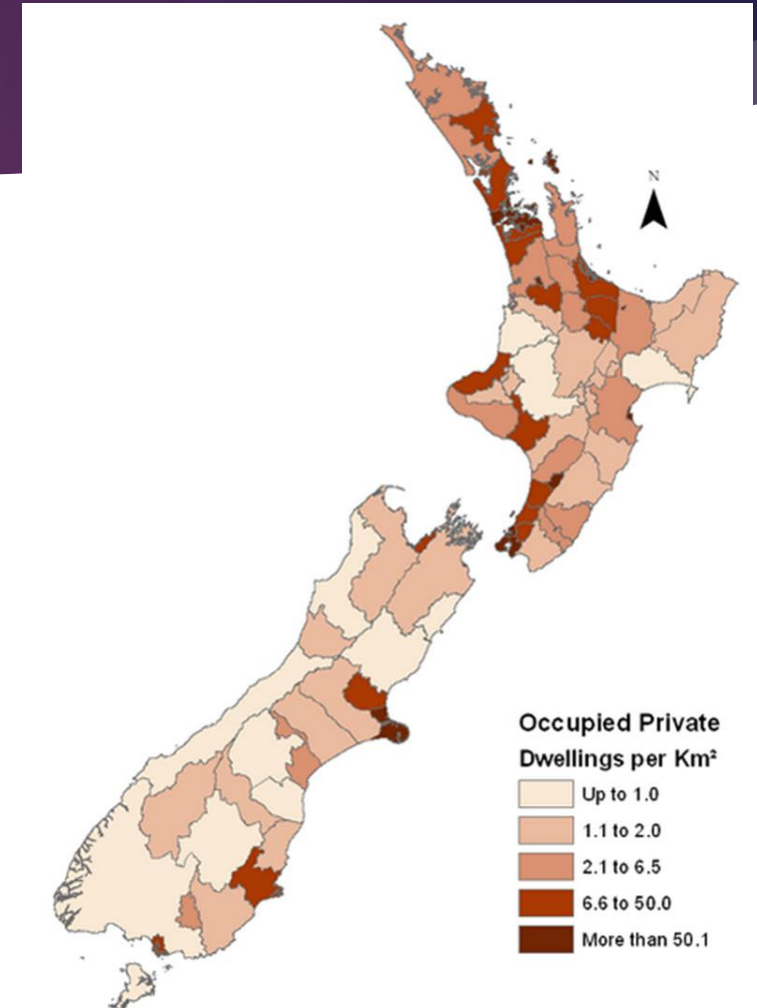 N
Occupied Private
Dwellings per Km²
Up to 1.0
1.1 to 2.0
2.1 to 6.5
6.6 to 50.0
More than 50.1